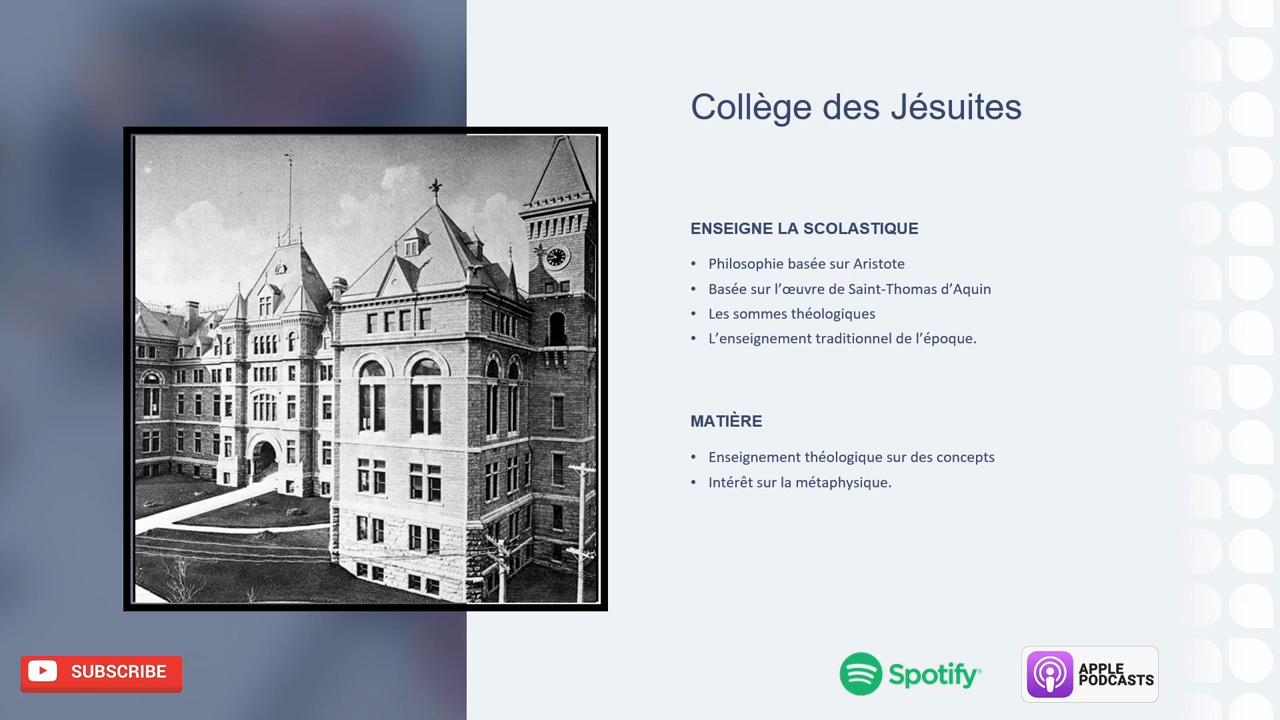 Collège des Jésuites
ENSEIGNE LA SCOLASTIQUE
• Philosophie basée sur Aristote
• Basée sur l’œuvre de Saint-Thomas d’Aquin
• Les sommes théologiques
• L’enseignement traditionnel de l’époque.
MATIÈRE
• Enseignement théologique sur des concepts
• Intérêt sur la métaphysique.
SUBSCRIBE
Spotify
APPLE
PODCASTS